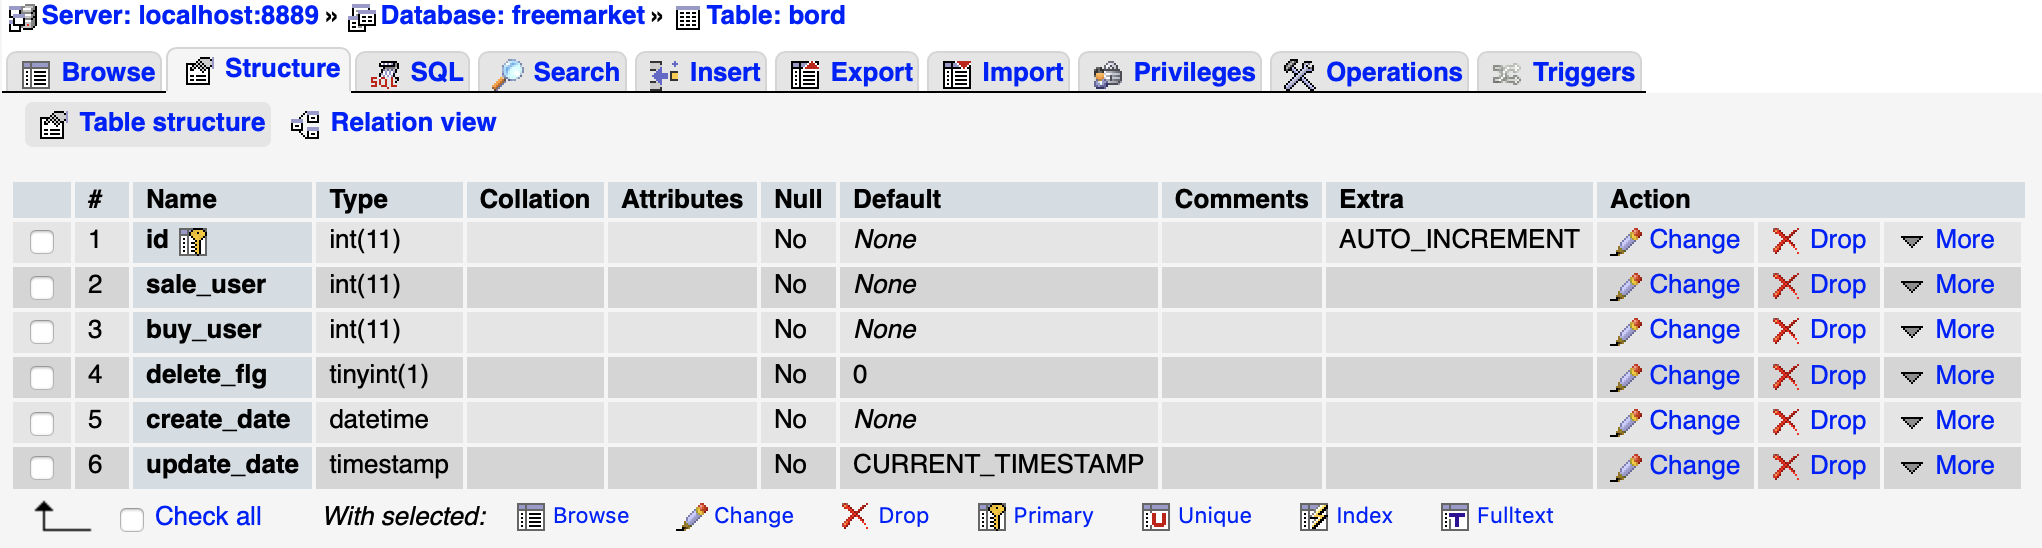 Server: localhost:8889 » Database: freemarket » Table: bord
Browse Structure SQL Search Insert Export Import Privileges Operations Triggers
Table structure Relation view
# Name Type Collation Attributes Null Default Comments Extra Action
1 id int(11) No None AUTO_INCREMENT Change Drop More
2 sale_user int(11) No None Change Drop More
3 buy_user int(11) No None Change Drop More
4 delete_flg tinyint(1) No 0 Change Drop More
5 create_date datetime No None Change Drop More
6 update_date timestamp No CURRENT_TIMESTAMP Change Drop More
Check all With selected: Browse Change Drop Primary Unique Index Fulltext